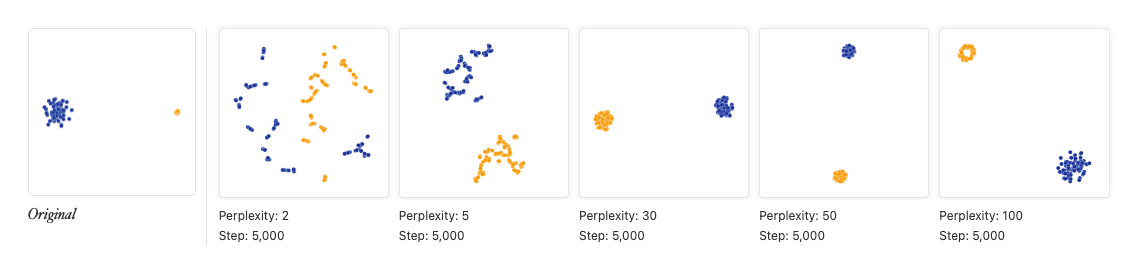 Original
Perplexity: 2
Step: 5,000
Perplexity: 5
Step: 5,000
Perplexity: 30
Step: 5,000
Perplexity: 50
Step: 5,000
Perplexity: 100
Step: 5,000